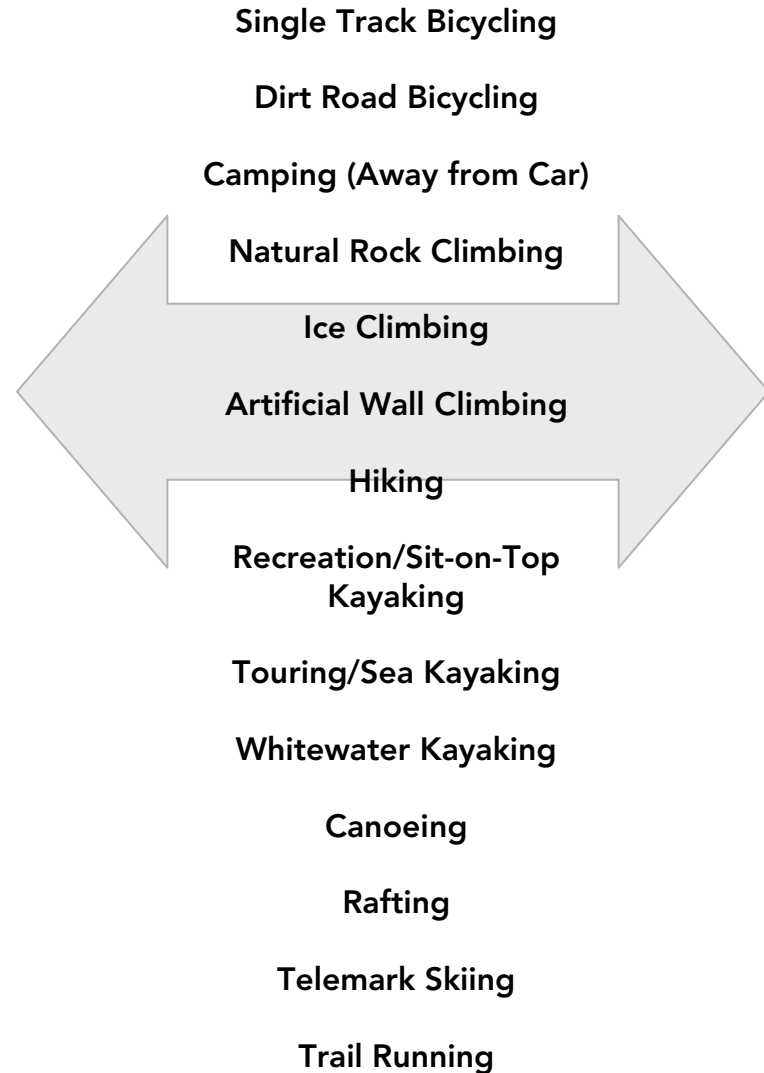 Single Track Bicycling
Dirt Road Bicycling
Camping (Away from Car)
Natural Rock Climbing
Ice Climbing
Artificial Wall Climbing
Hiking
Recreation/Sit-on-Top
Kayaking
Touring/Sea Kayaking
Whitewater Kayaking
Canoeing
Rafting
Telemark Skiing
Trail Running